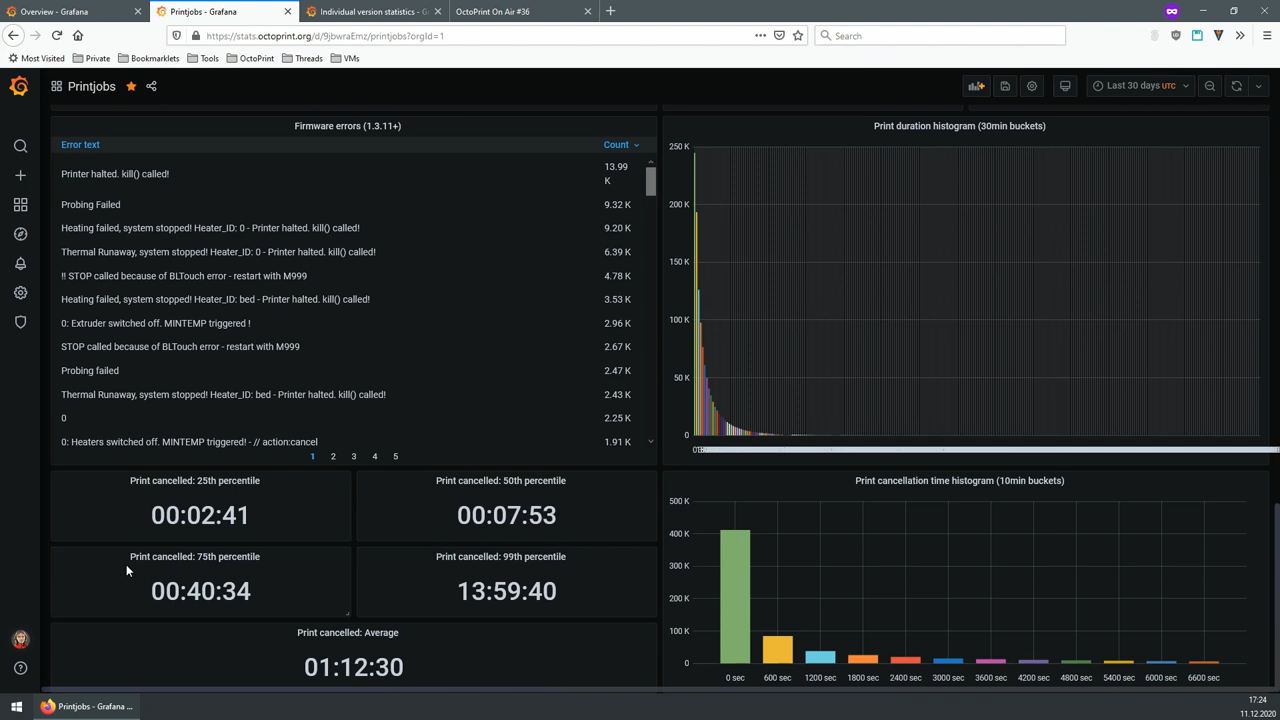 Overview - Grafana
Printjobs - Grafana
Individual version statistics - G
OctoPrint On Air #36
https://stats.octoprint.org/d/9jbwraEmz/printjobs?orgId=1
Search
Most Visited
Private
Bookmarklets
Tools
OctoPrint
Threads
VMs
Printjobs
Last 30 days UTC
Firmware errors (1.3.11+)
Error text Count
Printer halted. kill() called! 13.99 K
Probing Failed 9.32 K
Heating failed, system stopped! Heater_ID: 0 - Printer halted. kill() called! 9.20 K
Thermal Runaway, system stopped! Heater_ID: 0 - Printer halted. kill() called! 6.39 K
!! STOP called because of BLTouch error - restart with M999 4.78 K
Heating failed, system stopped! Heater_ID: bed - Printer halted. kill() called! 3.53 K
0: Extruder switched off. MINTEMP triggered ! 2.96 K
STOP called because of BLTouch error - restart with M999 2.67 K
Probing failed 2.47 K
Thermal Runaway, system stopped! Heater_ID: bed - Printer halted. kill() called! 2.43 K
0 2.25 K
0: Heaters switched off. MINTEMP triggered! - // action:cancel 1.91 K
1 2 3 4 5
Print duration histogram (30min buckets)
250 K
200 K
150 K
100 K
50 K
0
Print cancelled: 25th percentile
00:02:41
Print cancelled: 50th percentile
00:07:53
Print cancelled: 75th percentile
00:40:34
Print cancelled: 99th percentile
13:59:40
Print cancelled: Average
01:12:30
Print cancellation time histogram (10min buckets)
500 K
400 K
300 K
200 K
100 K
0
0 sec 600 sec 1200 sec 1800 sec 2400 sec 3000 sec 3600 sec 4200 sec 4800 sec 5400 sec 6000 sec 6600 sec
Printjobs - Grafana ...
17:24
11.12.2020